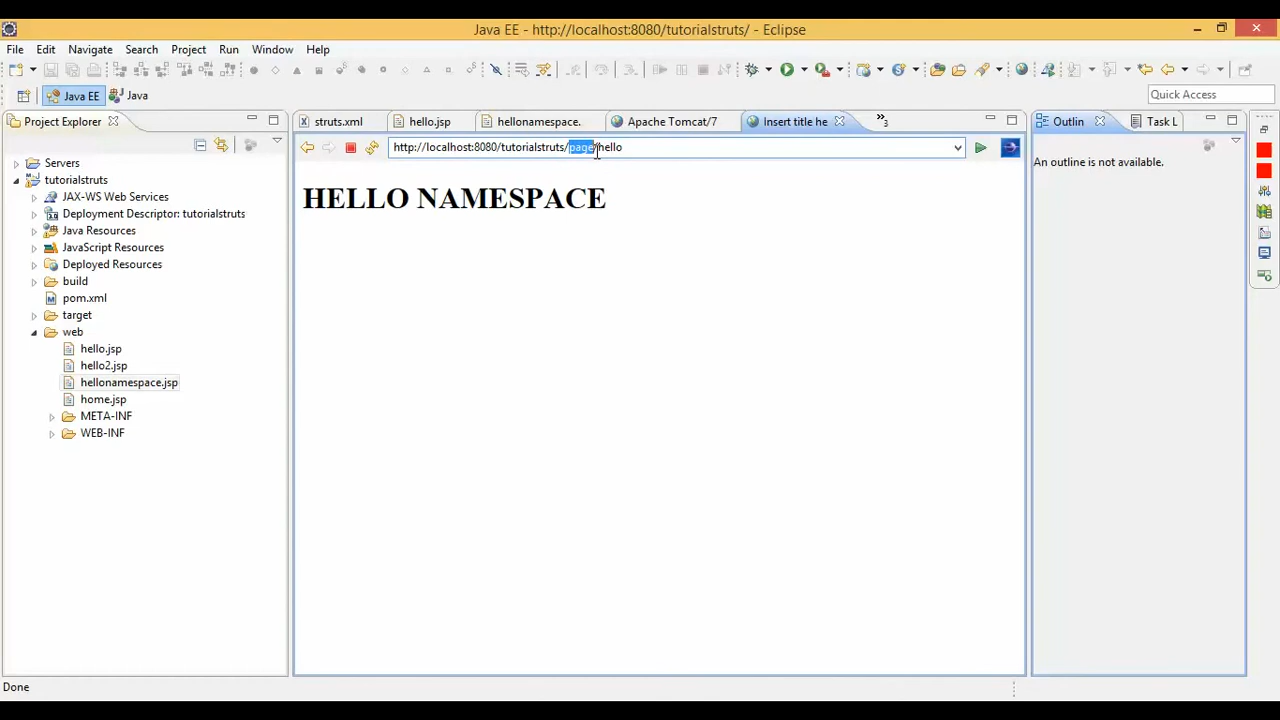 Java EE - http://localhost:8080/tutorialstruts/ - Eclipse
File Edit Navigate Search Project Run Window Help
Java EE Java Quick Access
Project Explorer struts.xml hello.jsp hellonamespace. Apache Tomcat/7 Insert title he 3 Outlin Task L
http://localhost:8080/tutorialstruts/page/hello
An outline is not available.
HELLO NAMESPACE
Servers
tutorialstruts
JAX-WS Web Services
Deployment Descriptor: tutorialstruts
Java Resources
JavaScript Resources
Deployed Resources
build
pom.xml
target
web
hello.jsp
hello2.jsp
hellonamespace.jsp
home.jsp
META-INF
WEB-INF
Done